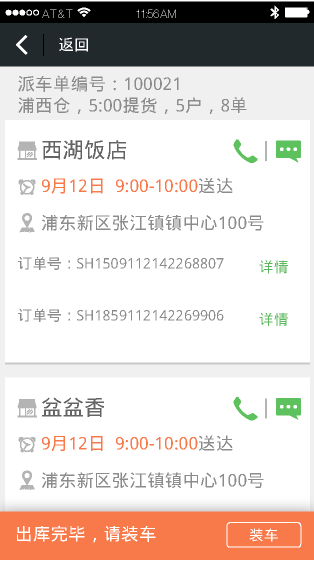 AT&T 11:56AM
返回
派车单编号：100021
浦西仓，5:00提货，5户，8单
西湖饭店
9月12日 9:00-10:00送达
浦东新区张江镇镇中心100号
订单号：SH1509112142268807 详情
订单号：SH1859112142269906 详情
盆盆香
9月12日 9:00-10:00送达
浦东新区张江镇镇中心100号
出库完毕，请装车 装车